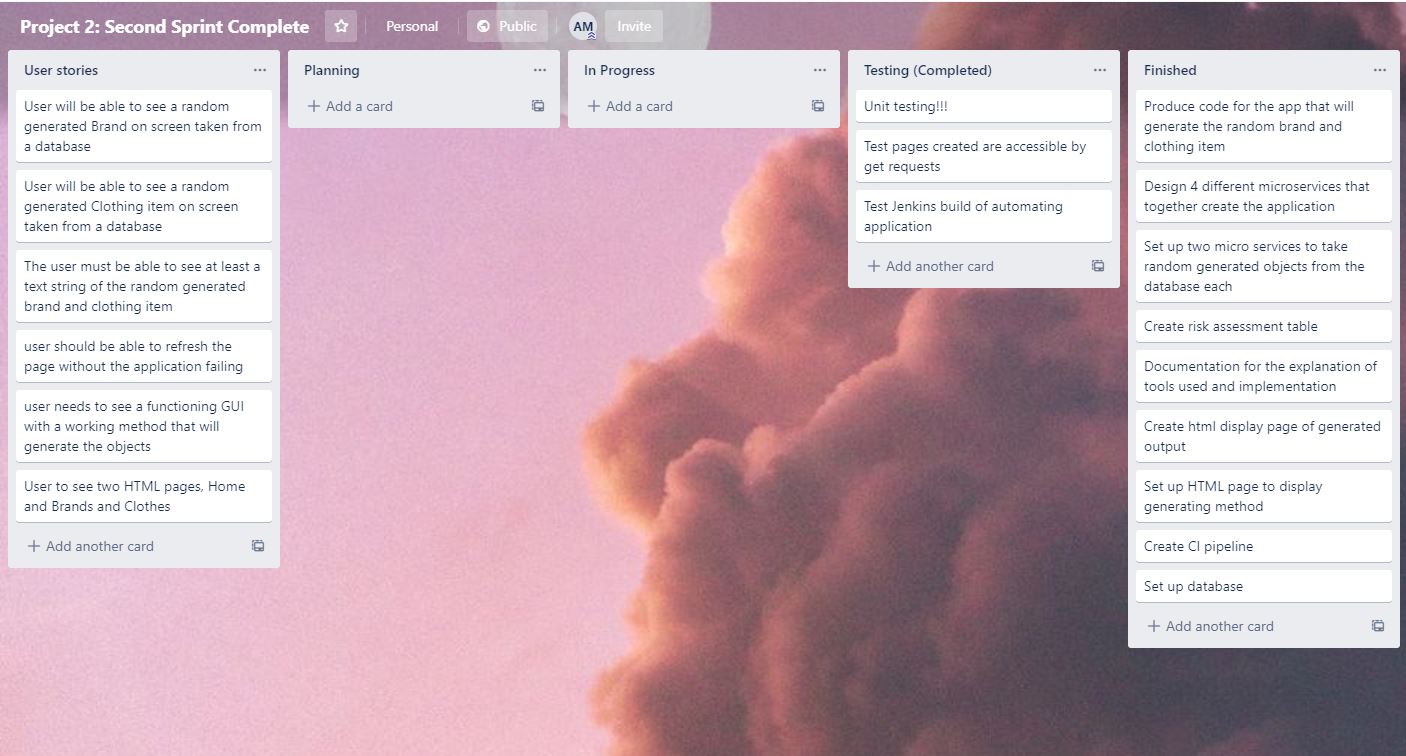 Project 2: Second Sprint Complete
Personal
Public
AM
Invite
User stories
User will be able to see a random
generated Brand on screen taken from
a database
User will be able to see a random
generated Clothing item on screen
taken from a database
The user must be able to see at least a
text string of the random generated
brand and clothing item
user should be able to refresh the
page without the application failing
user needs to see a functioning GUI
with a working method that will
generate the objects
User to see two HTML pages, Home
and Brands and Clothes
+ Add another card
Planning
+ Add a card
In Progress
+ Add a card
Testing (Completed)
Unit testing!!!
Test pages created are accessible by
get requests
Test Jenkins build of automating
application
+ Add another card
Finished
Produce code for the app that will
generate the random brand and
clothing item
Design 4 different microservices that
together create the application
Set up two micro services to take
random generated objects from the
database each
Create risk assessment table
Documentation for the explanation of
tools used and implementation
Create html display page of generated
output
Set up HTML page to display
generating method
Create CI pipeline
Set up database
+ Add another card